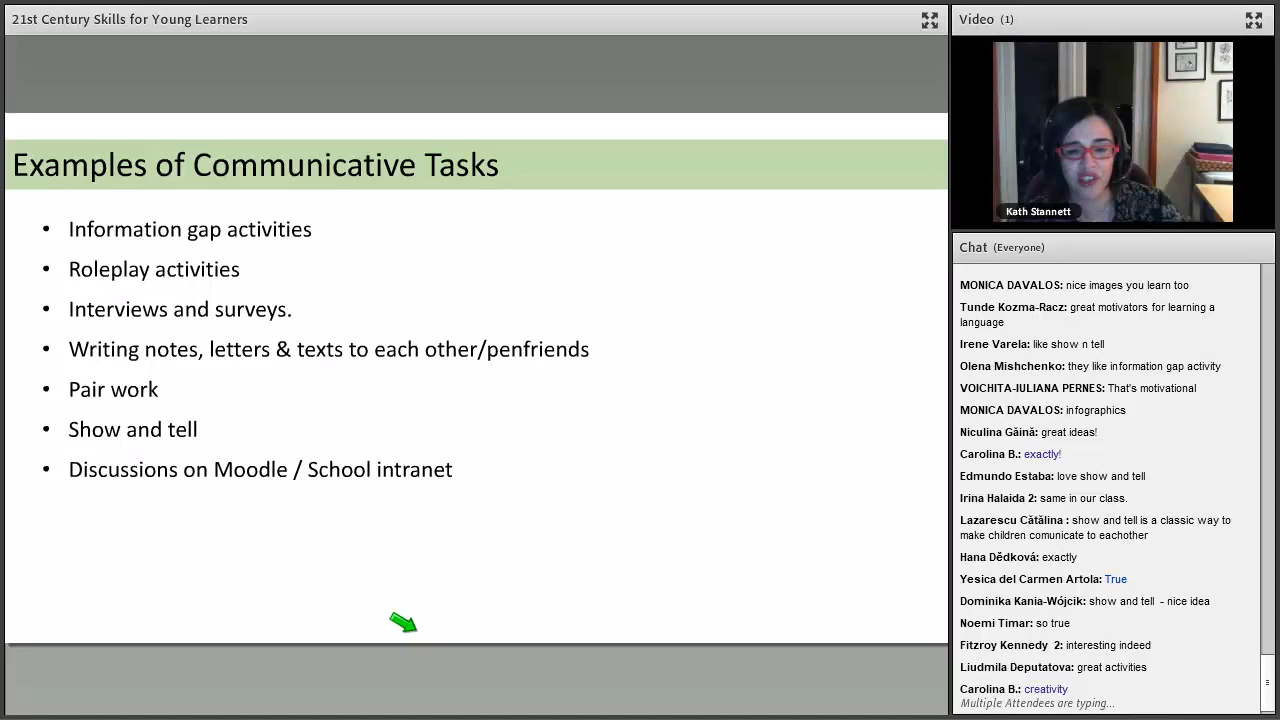 21st Century Skills for Young Learners
Examples of Communicative Tasks
• Information gap activities
• Roleplay activities
• Interviews and surveys.
• Writing notes, letters & texts to each other/penfriends
• Pair work
• Show and tell
• Discussions on Moodle / School intranet
Video (1)
Kath Stannett
Chat (Everyone)
MONICA DAVALOS: nice images you learn too
Tunde Kozma-Racz: great motivators for learning a
language
Irene Varela: like show n tell
Olena Mishchenko: they like information gap activity
VOICHITA-IULIANA PERNES: That's motivational
MONICA DAVALOS: infographics
Niculina Găină: great ideas!
Carolina B.: exactly!
Edmundo Estaba: love show and tell
Irina Halaida 2: same in our class.
Lazarescu Cătălina : show and tell is a classic way to
make children comunicate to eachother
Hana Dědková: exactly
Yesica del Carmen Artola: True
Dominika Kania-Wójcik: show and tell - nice idea
Noemi Timar: so true
Fitzroy Kennedy 2: interesting indeed
Liudmila Deputatova: great activities
Carolina B.: creativity
Multiple Attendees are typing...